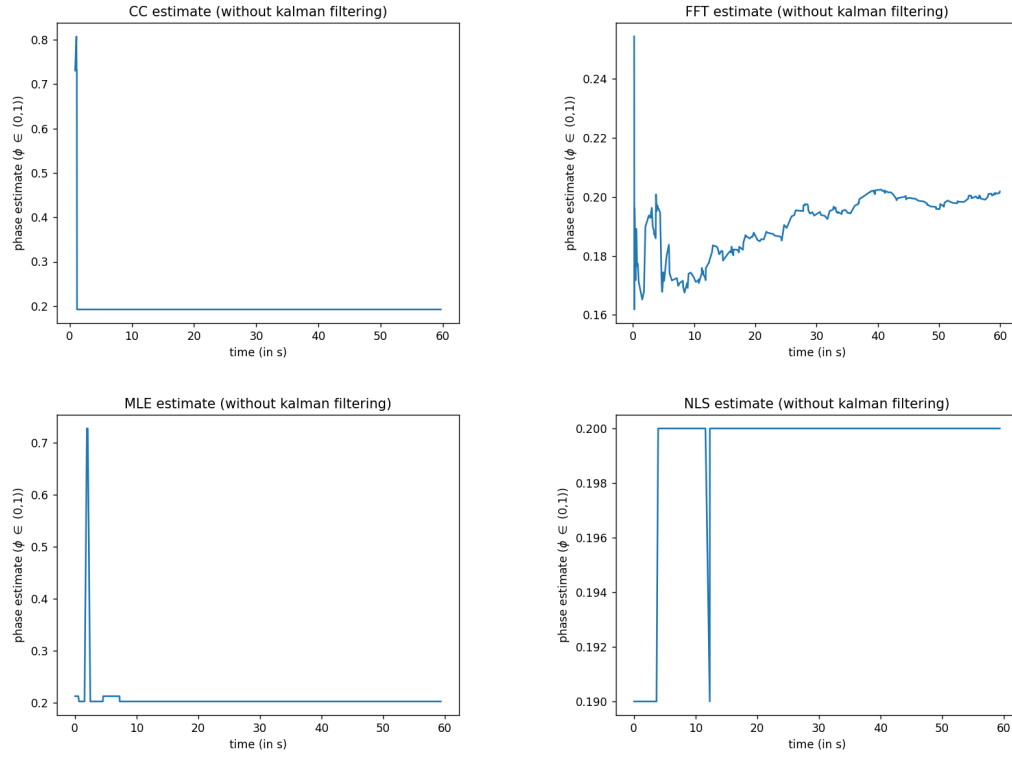 CC estimate (without kalman filtering)
phase estimate (ϕ ∈ (0,1))
0.8
0.7
0.6
0.5
0.4
0.3
0.2
0 10 20 30 40 50 60
time (in s)
FFT estimate (without kalman filtering)
phase estimate (ϕ ∈ (0,1))
0.24
0.22
0.20
0.18
0.16
0 10 20 30 40 50 60
time (in s)
MLE estimate (without kalman filtering)
phase estimate (ϕ ∈ (0,1))
0.7
0.6
0.5
0.4
0.3
0.2
0 10 20 30 40 50 60
time (in s)
NLS estimate (without kalman filtering)
phase estimate (ϕ ∈ (0,1))
0.200
0.198
0.196
0.194
0.192
0.190
0 10 20 30 40 50 60
time (in s)